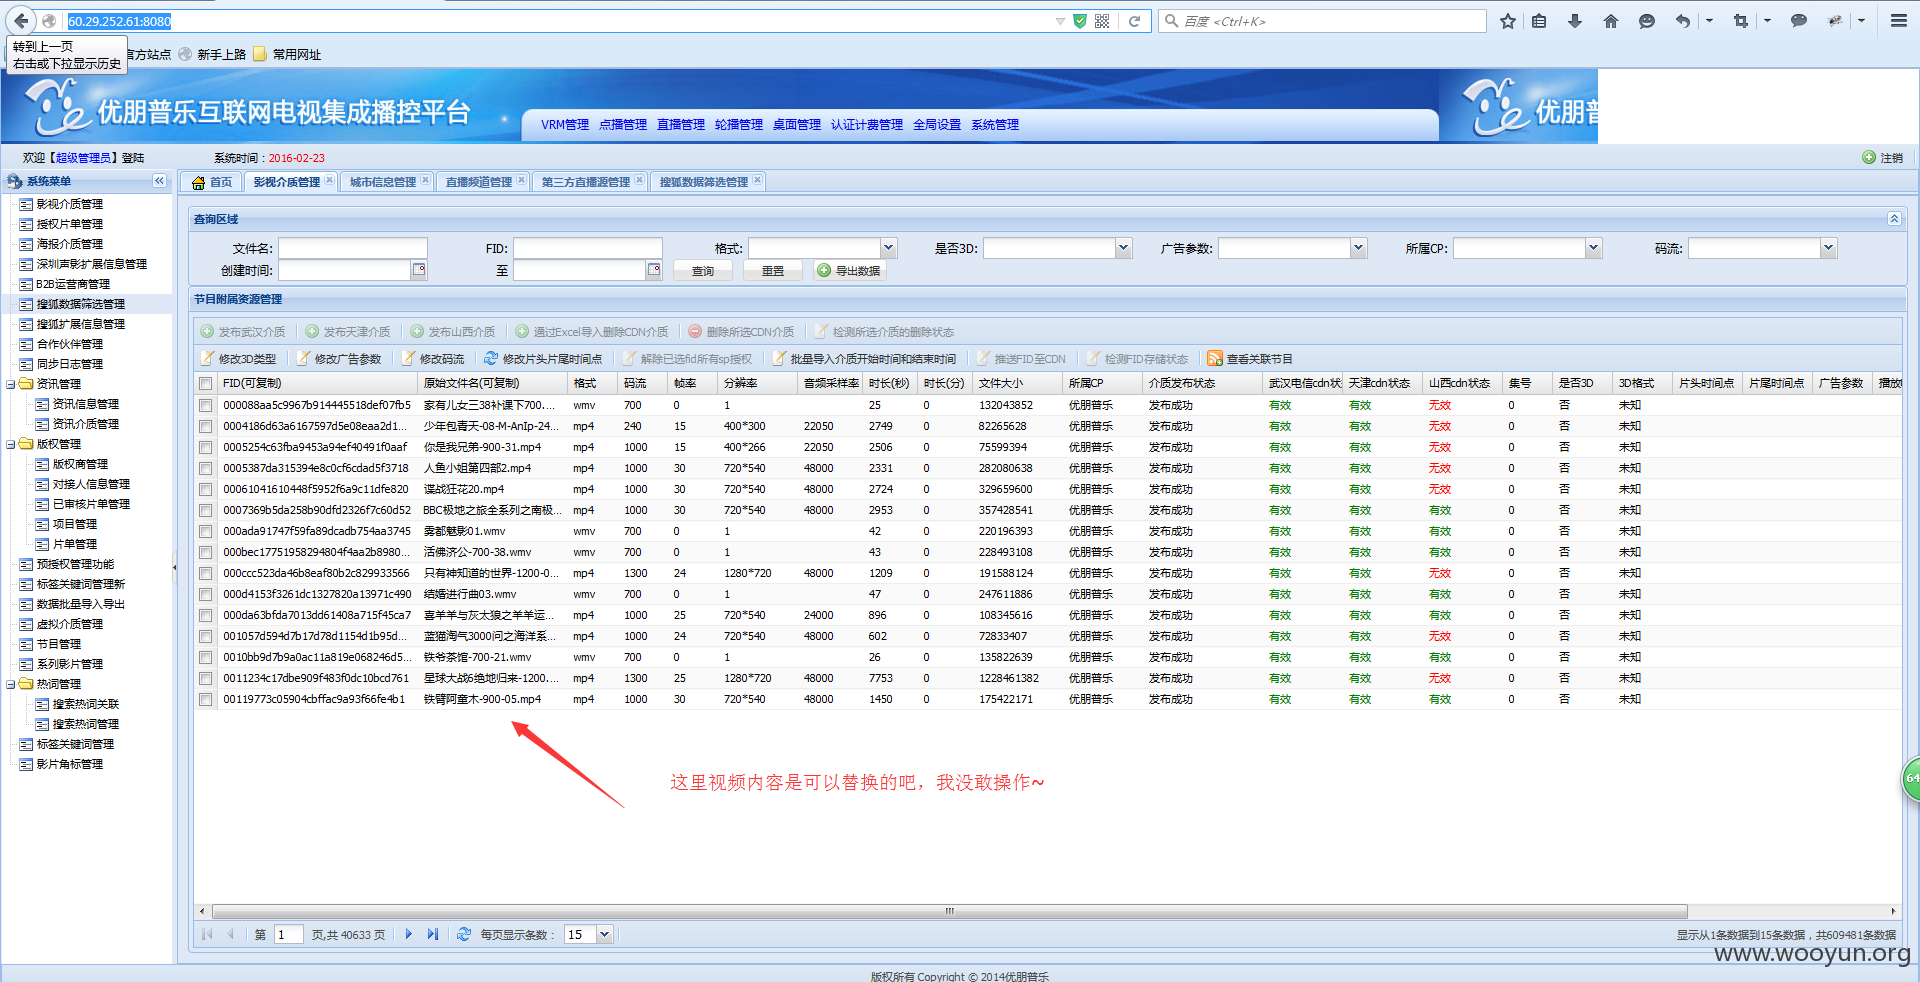 60.29.252.61:8080
百度 <Ctrl+K>
转到上一页
右击或下拉显示历史
官方站点 新手上路 常用网址
优朋普乐互联网电视集成播控平台
优朋普
VRM管理 点播管理 直播管理 轮播管理 桌面管理 认证计费管理 全局设置 系统管理
欢迎【超级管理员】登陆 系统时间：2016-02-23 注销
系统菜单
首页 影视介质管理 城市信息管理 直播频道管理 第三方直播源管理 搜狐数据筛选管理
影视介质管理
授权片单管理
海报介质管理
深圳声影扩展信息管理
B2B运营商管理
搜狐数据筛选管理
搜狐扩展信息管理
合作伙伴管理
同步日志管理
资讯管理
资讯信息管理
资讯介质管理
版权管理
版权商管理
对接人信息管理
已审核片单管理
项目管理
片单管理
预授权管理功能
标签关键词管理新
数据批量导入导出
虚拟介质管理
节目管理
系列影片管理
热词管理
搜索热词关联
搜索热词管理
标签关键词管理
影片角标管理
查询区域
文件名: FID: 格式: 是否3D: 广告参数: 所属CP: 码流:
创建时间: 至 查询 重置 导出数据
节目附属资源管理
发布武汉介质 发布天津介质 发布山西介质 通过Excel导入删除CDN介质 删除所选CDN介质 检测所选介质的删除状态
修改3D类型 修改广告参数 修改码流 修改片头片尾时间点 解除已选fid所有sp授权 批量导入介质开始时间和结束时间 推送FID至CDN 检测FID存储状态 查看关联节目
FID(可复制) 原始文件名(可复制) 格式 码流 帧率 分辨率 音频采样率 时长(秒) 时长(分) 文件大小 所属CP 介质发布状态 武汉电信cdn状 天津cdn状态 山西cdn状态 集号 是否3D 3D格式 片头时间点 片尾时间点 广告参数 播放
000088aa5c9967b914445518def07fb5 家有儿女三38补课下700.... wmv 700 0 1 25 0 132043852 优朋普乐 发布成功 有效 有效 无效 0 否 未知
0004186d63a6167597d5e08eaa2d1... 少年包青天-08-M-AnIp-24... mp4 240 15 400*300 22050 2749 0 82265628 优朋普乐 发布成功 有效 有效 无效 0 否 未知
0005254c63fba9453a94ef40491f0aaf 你是我兄弟-900-31.mp4 mp4 1000 15 400*266 22050 2506 0 75599394 优朋普乐 发布成功 有效 有效 无效 0 否 未知
0005387da315394e8c0cf6cdad5f3718 人鱼小姐第四部2.mp4 mp4 1000 30 720*540 48000 2331 0 282080638 优朋普乐 发布成功 有效 有效 无效 0 否 未知
00061041610448f5952f6a9c11dfe820 谍战狂花20.mp4 mp4 1000 30 720*540 48000 2724 0 329659600 优朋普乐 发布成功 有效 有效 无效 0 否 未知
0007369b5da258b90dfd2326f7c60d52 BBC极地之旅全系列之南极... mp4 1000 30 720*540 48000 2953 0 357428541 优朋普乐 发布成功 有效 有效 有效 0 否 未知
000ada91747f59fa89dcadb754aa3745 雾都魅影01.wmv wmv 700 0 1 42 0 220196393 优朋普乐 发布成功 有效 有效 有效 0 否 未知
000bec17751958294804f4aa2b8980... 活佛济公-700-38.wmv wmv 700 0 1 43 0 228493108 优朋普乐 发布成功 有效 有效 有效 0 否 未知
000ccc523da46b8eaf80b2c829933566 只有神知道的世界-1200-0... mp4 1300 24 1280*720 48000 1209 0 191588124 优朋普乐 发布成功 有效 有效 无效 0 否 未知
000d4153f3261dc1327820a13971c490 结婚进行曲03.wmv wmv 700 0 1 47 0 247611886 优朋普乐 发布成功 有效 有效 有效 0 否 未知
000da63bfda7013dd61408a715f45ca7 喜羊羊与灰太狼之羊羊运... mp4 1000 25 720*540 24000 896 0 108345616 优朋普乐 发布成功 有效 有效 有效 0 否 未知
001057d594d7b17d78d1154d1b95d... 蓝猫淘气3000问之海洋系... mp4 1000 24 720*540 48000 602 0 72833407 优朋普乐 发布成功 有效 有效 无效 0 否 未知
0010bb9d7b9a0ac11a819e068246d5... 铁爷茶馆-700-21.wmv wmv 700 0 1 26 0 135822639 优朋普乐 发布成功 有效 有效 有效 0 否 未知
0011234c17dbe909f483f0dc10bcd761 星球大战6绝地归来-1200.... mp4 1300 25 1280*720 48000 7753 0 1228461382 优朋普乐 发布成功 有效 有效 无效 0 否 未知
00119773c05904cbffac9a93f66fe4b1 铁臂阿童木-900-05.mp4 mp4 1000 30 720*540 48000 1450 0 175422171 优朋普乐 发布成功 有效 有效 有效 0 否 未知
这里视频内容是可以替换的吧，我没敢操作~
64
第 1 页,共 40633 页 每页显示条数： 15 显示从1条数据到15条数据，共609481条数据
www.wooyun.org
版权所有 Copyright © 2014优朋普乐